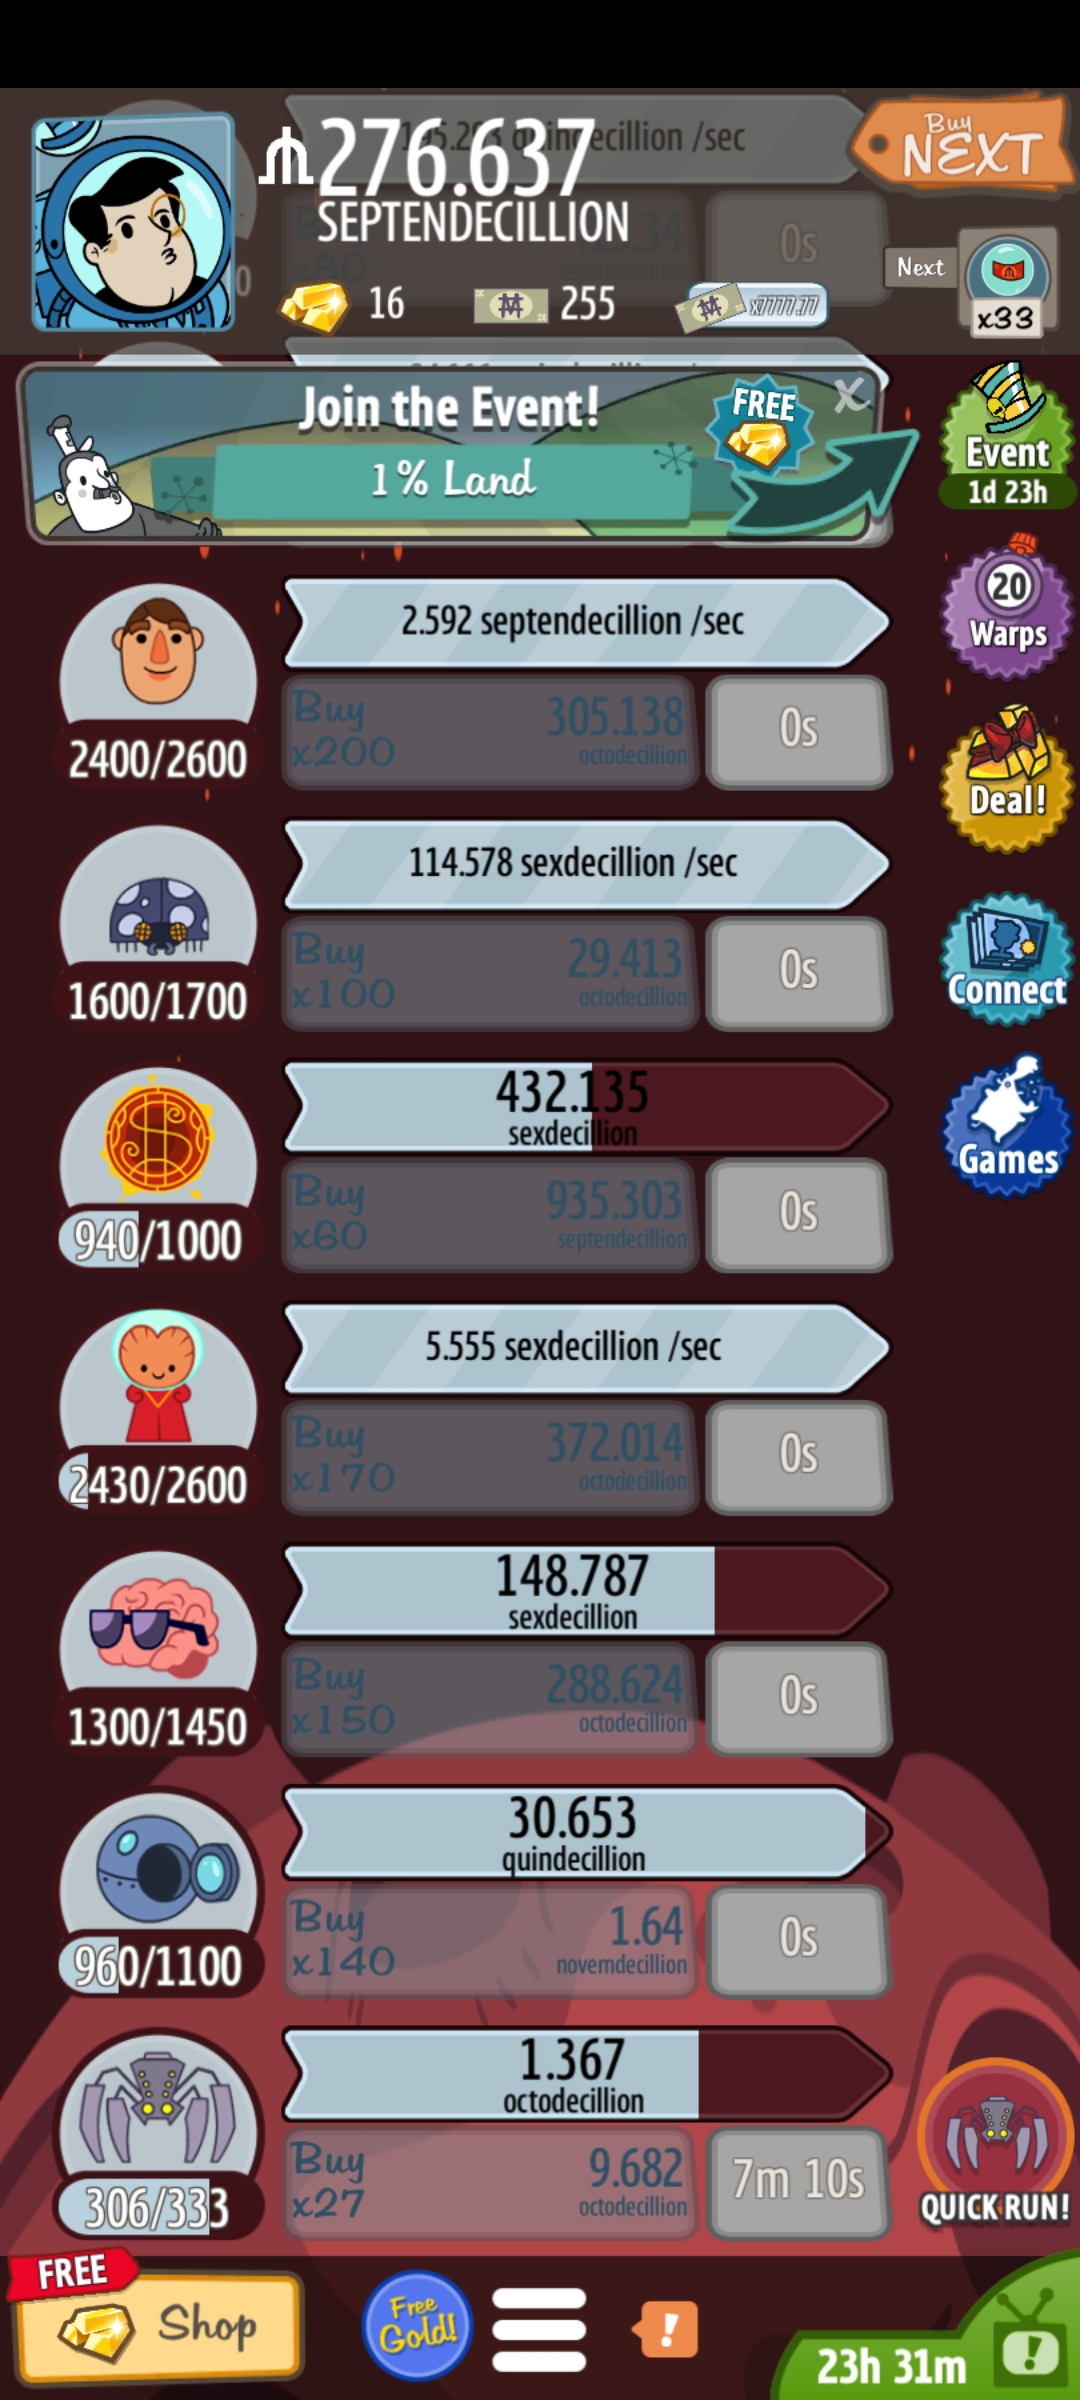 276.637
SEPTENDECILLION
Buy
NEXT
16
255
x7777.77
Next
x33
0s
Join the Event!
FREE
X
1% Land
Event
1d 23h
20
Warps
Deal!
Connect
Games
2.592 septendecillion /sec
Buy
x200
305.138
octodecillion
0s
2400/2600
114.578 sexdecillion /sec
Buy
x100
29.413
octodecillion
0s
1600/1700
432.135
sexdecillion
Buy
x60
935.303
septendecillion
0s
940/1000
5.555 sexdecillion /sec
Buy
x170
372.014
octodecillion
0s
2430/2600
148.787
sexdecillion
Buy
x150
288.624
octodecillion
0s
1300/1450
30.653
quindecillion
Buy
x140
1.64
novemdecillion
0s
960/1100
1.367
octodecillion
Buy
x27
9.682
octodecillion
7m 10s
306/333
QUICK RUN!
FREE
Shop
Free
Gold!
!
23h 31m
!